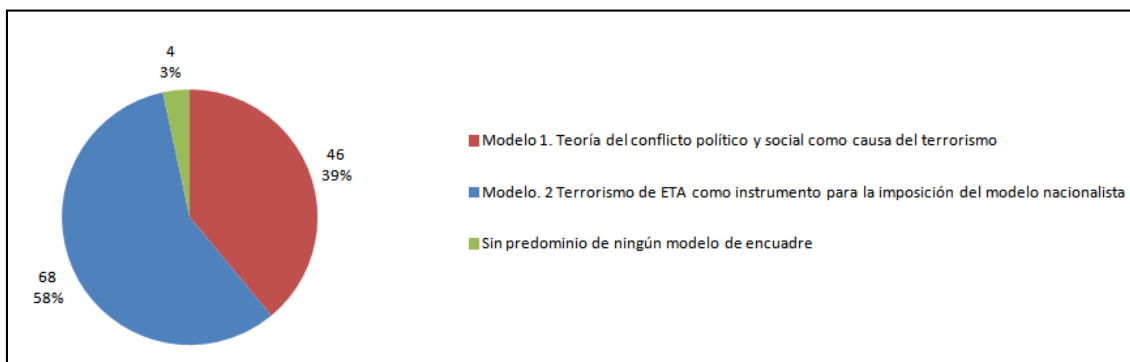 4
3%
46
39%
68
58%
Modelo 1. Teoría del conflicto político y social como causa del terrorismo
Modelo. 2 Terrorismo de ETA como instrumento para la imposición del modelo nacionalista
Sin predominio de ningún modelo de encuadre